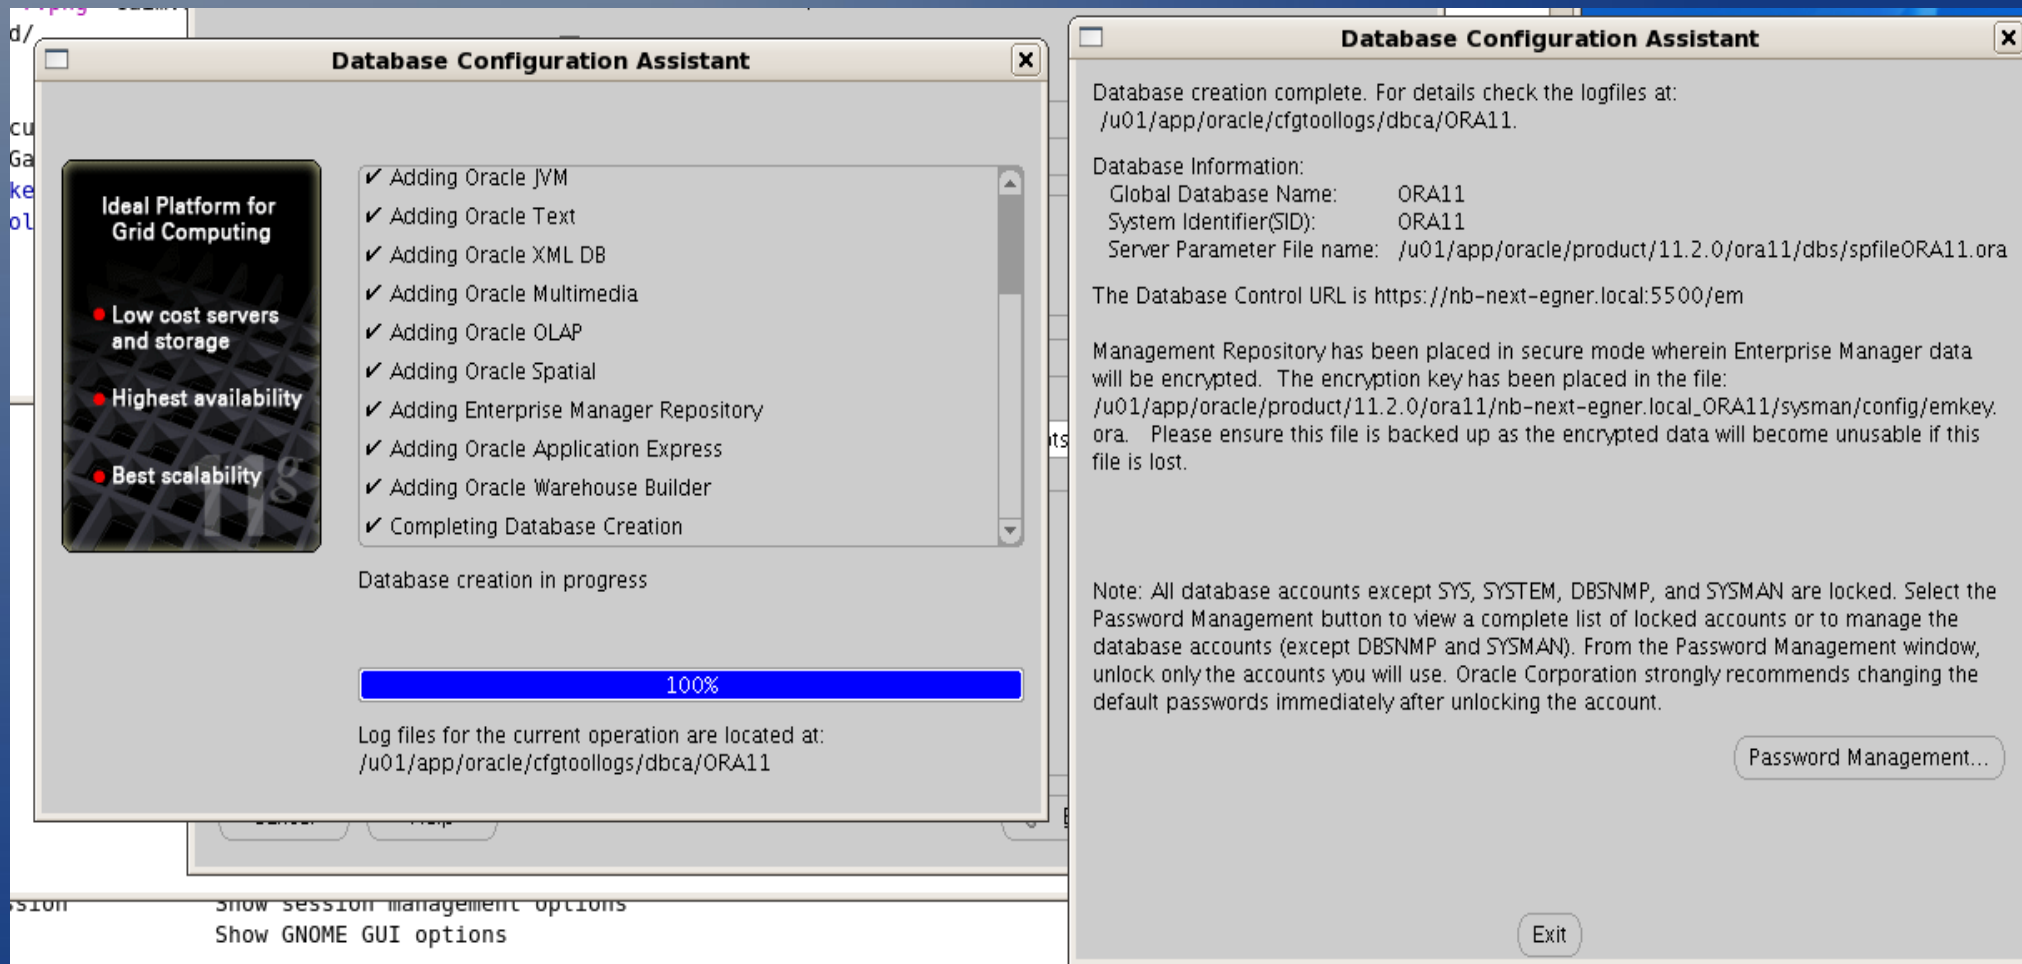 d/
cu
Ga
ke
ol
Database Configuration Assistant
Ideal Platform for
Grid Computing
Low cost servers
and storage
Highest availability
Best scalability
11g
✔ Adding Oracle JVM
✔ Adding Oracle Text
✔ Adding Oracle XML DB
✔ Adding Oracle Multimedia
✔ Adding Oracle OLAP
✔ Adding Oracle Spatial
✔ Adding Enterprise Manager Repository
✔ Adding Oracle Application Express
✔ Adding Oracle Warehouse Builder
✔ Completing Database Creation
Database creation in progress
100%
Log files for the current operation are located at:
/u01/app/oracle/cfgtoollogs/dbca/ORA11
Help
ssion Show session management options
Show GNOME GUI options
ts
Database Configuration Assistant
Database creation complete. For details check the logfiles at:
/u01/app/oracle/cfgtoollogs/dbca/ORA11.
Database Information:
Global Database Name: ORA11
System Identifier(SID): ORA11
Server Parameter File name: /u01/app/oracle/product/11.2.0/ora11/dbs/spfileORA11.ora
The Database Control URL is https://nb-next-egner.local:5500/em
Management Repository has been placed in secure mode wherein Enterprise Manager data
will be encrypted. The encryption key has been placed in the file:
/u01/app/oracle/product/11.2.0/ora11/nb-next-egner.local_ORA11/sysman/config/emkey.
ora. Please ensure this file is backed up as the encrypted data will become unusable if this
file is lost.
Note: All database accounts except SYS, SYSTEM, DBSNMP, and SYSMAN are locked. Select the
Password Management button to view a complete list of locked accounts or to manage the
database accounts (except DBSNMP and SYSMAN). From the Password Management window,
unlock only the accounts you will use. Oracle Corporation strongly recommends changing the
default passwords immediately after unlocking the account.
Password Management...
Exit